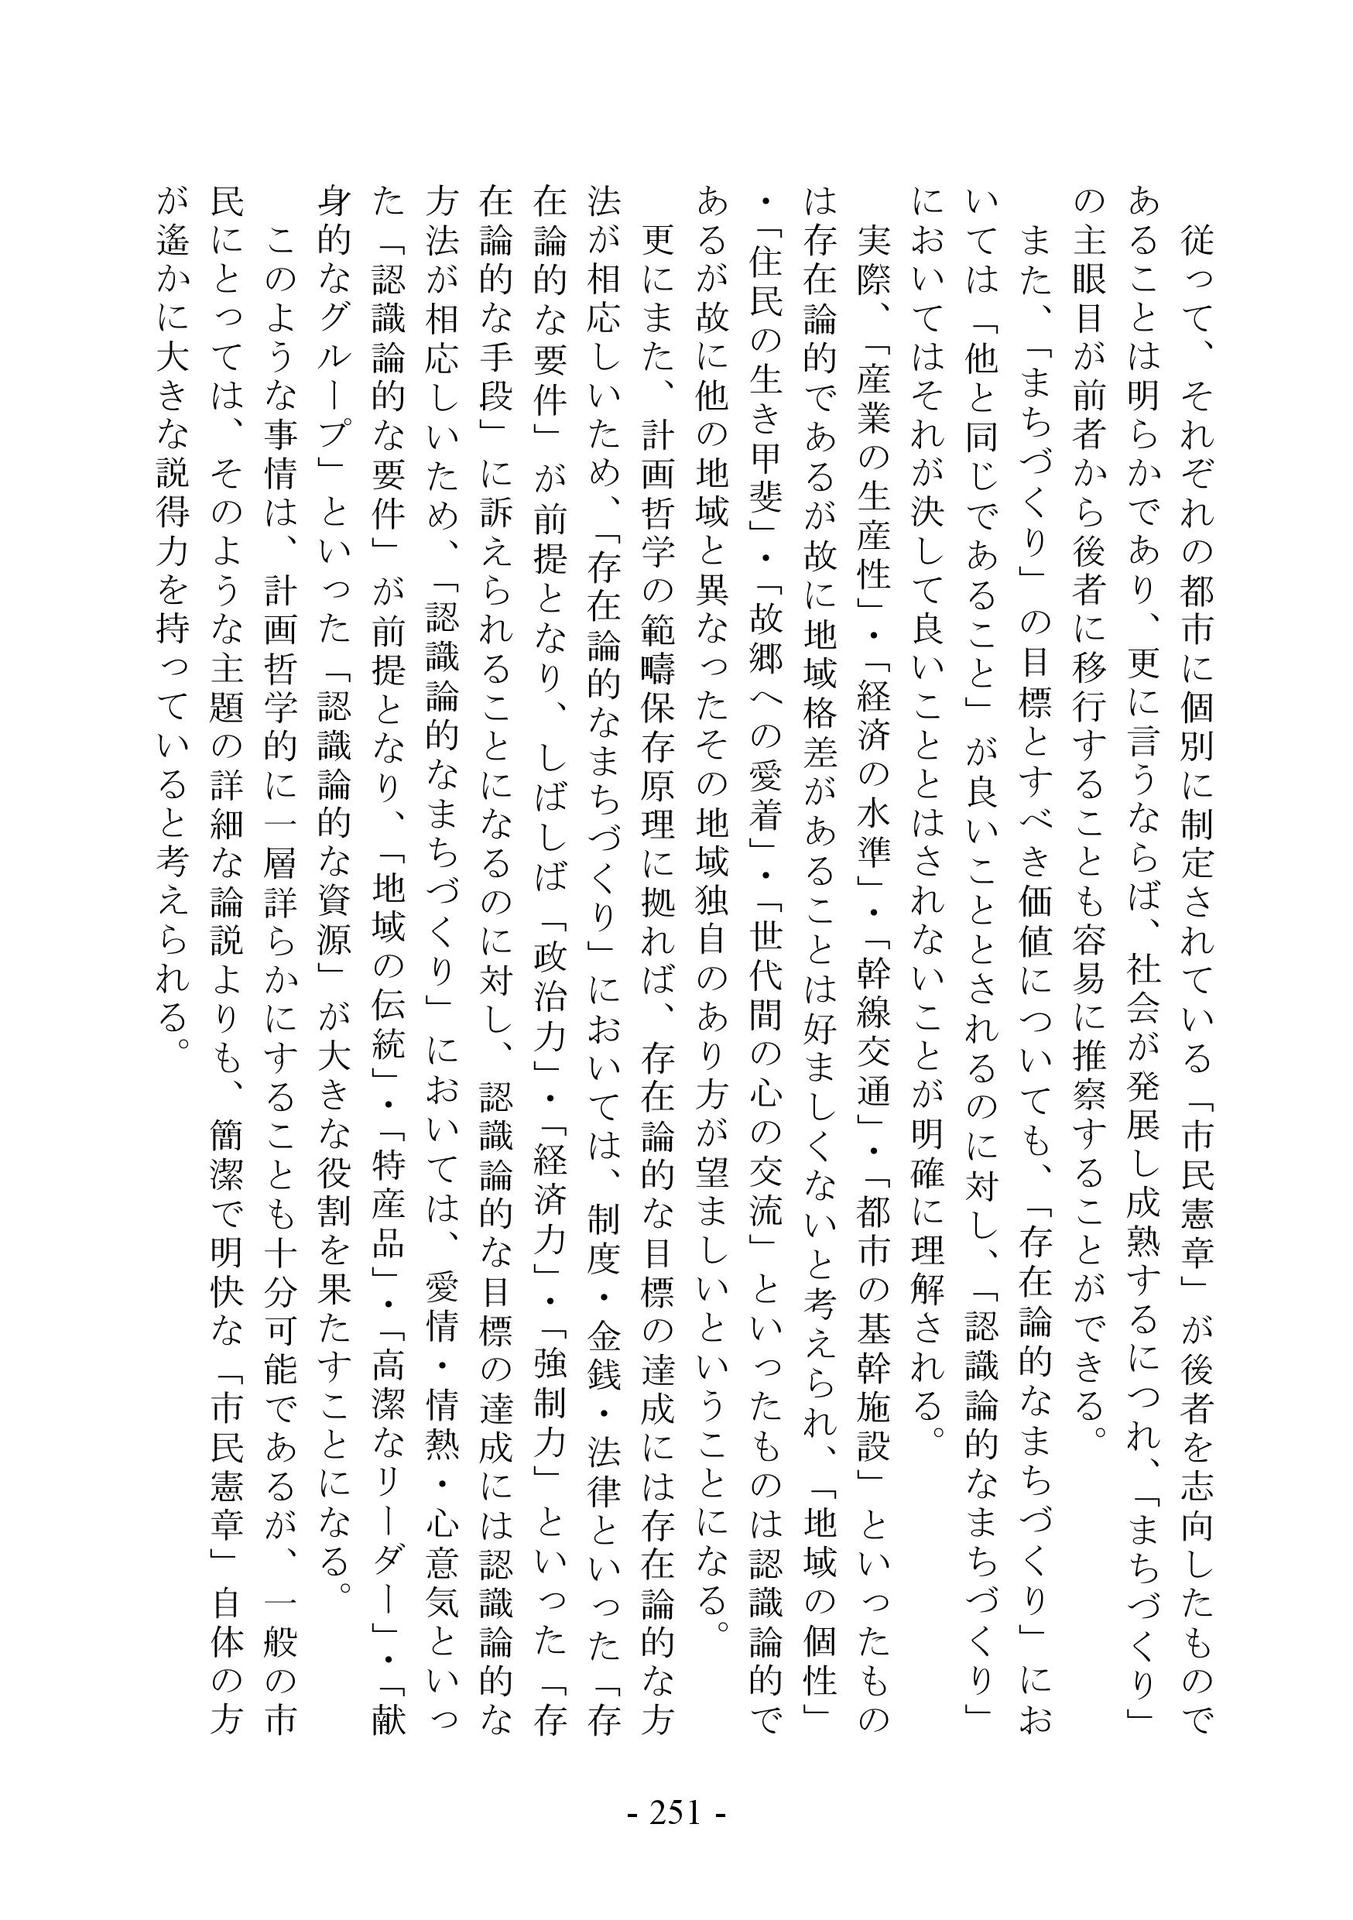 従って、それぞれの都市に個別に制定されている「市民憲章」が後者を志向したもので
あることは明らかであり、更に言うならば、社会が発展し成熟するにつれ、「まちづくり」
の主眼目が前者から後者に移行することも容易に推察することができる。
　また、「まちづくり」の目標とすべき価値についても、「存在論的なまちづくり」にお
いては「他と同じであること」が良いこととされるのに対し、「認識論的なまちづくり」
においてはそれが決して良いこととはされないことが明確に理解される。
　実際、「産業の生産性」・「経済の水準」・「幹線交通」・「都市の基幹施設」といったもの
は存在論的であるが故に地域格差があることは好ましくないと考えられ、「地域の個性」
・「住民の生き甲斐」・「故郷への愛着」・「世代間の心の交流」といったものは認識論的で
あるが故に他の地域と異なったその地域独自のあり方が望ましいということになる。
　更にまた、計画哲学の範疇保存原理に拠れば、存在論的な目標の達成には存在論的な方
法が相応しいため、「存在論的なまちづくり」においては、制度・金銭・法律といった「存
在論的な要件」が前提となり、しばしば「政治力」・「経済力」・「強制力」といった「存
在論的な手段」に訴えられることになるのに対し、認識論的な目標の達成には認識論的な
方法が相応しいため、「認識論的なまちづくり」においては、愛情・情熱・心意気といっ
た「認識論的な要件」が前提となり、「地域の伝統」・「特産品」・「高潔なリーダー」・「献
身的なグループ」といった「認識論的な資源」が大きな役割を果たすことになる。
　このような事情は、計画哲学的に一層詳らかにすることも十分可能であるが、一般の市
民にとっては、そのような主題の詳細な論説よりも、簡潔で明快な「市民憲章」自体の方
が遙かに大きな説得力を持っていると考えられる。
- 251 -